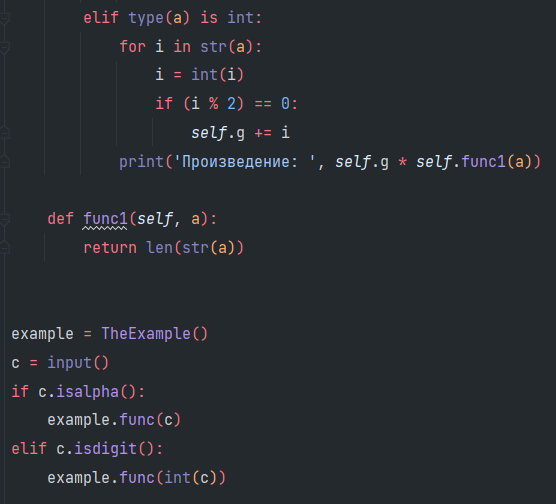 elif type(a) is int:
for i in str(a):
i = int(i)
if (i % 2) == 0:
self.g += i
print('Произведение: ', self.g * self.func1(a))
def func1(self, a):
return len(str(a))
example = TheExample()
c = input()
if c.isalpha():
example.func(c)
elif c.isdigit():
example.func(int(c))